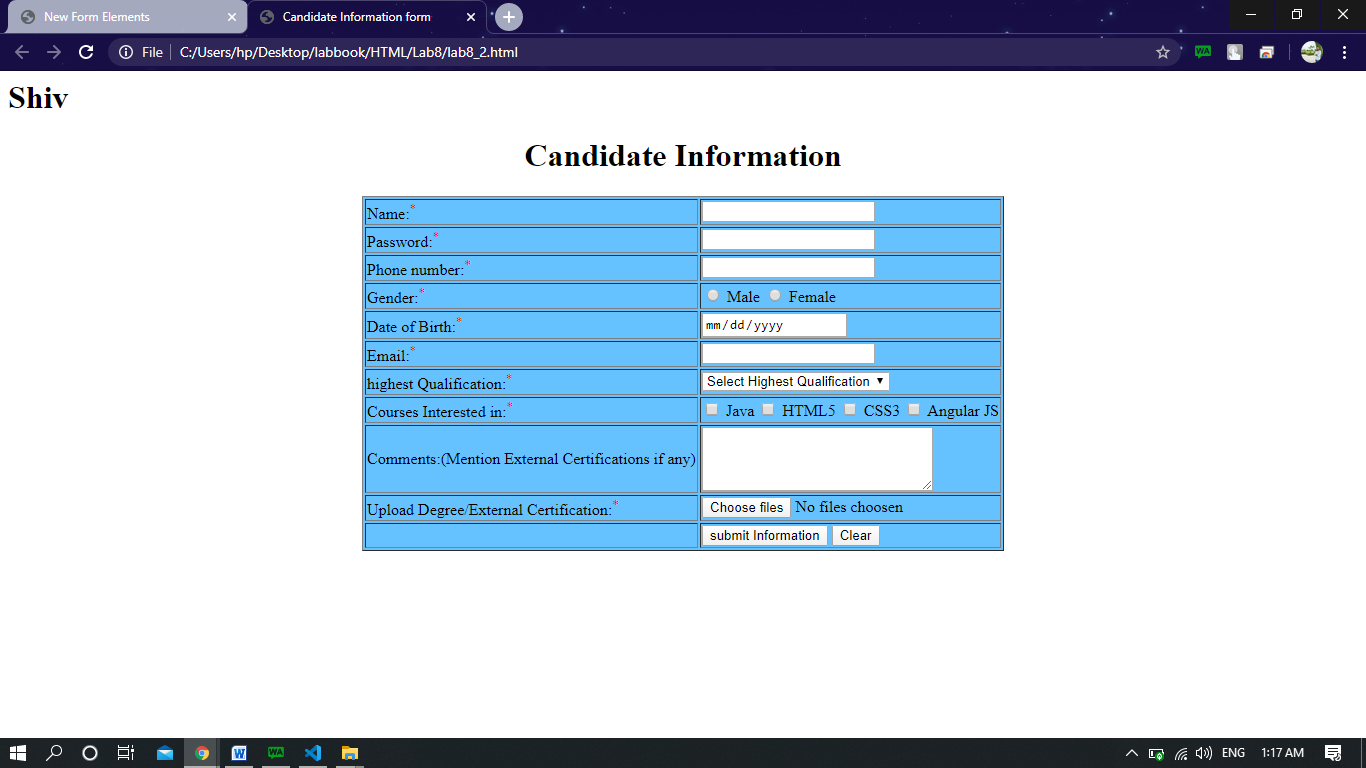 New Form Elements
Candidate Information form
File
C:/Users/hp/Desktop/labbook/HTML/Lab8/lab8_2.html
WA
Shiv
Candidate Information
Name:*
Password:*
Phone number:*
Gender:* Male Female
Date of Birth:* mm/dd/yyyy
Email:*
highest Qualification:* Select Highest Qualification
Courses Interested in:* Java HTML5 CSS3 Angular JS
Comments:(Mention External Certifications if any)
Upload Degree/External Certification:* Choose files No files choosen
submit Information Clear
W WA ENG 1:17 AM